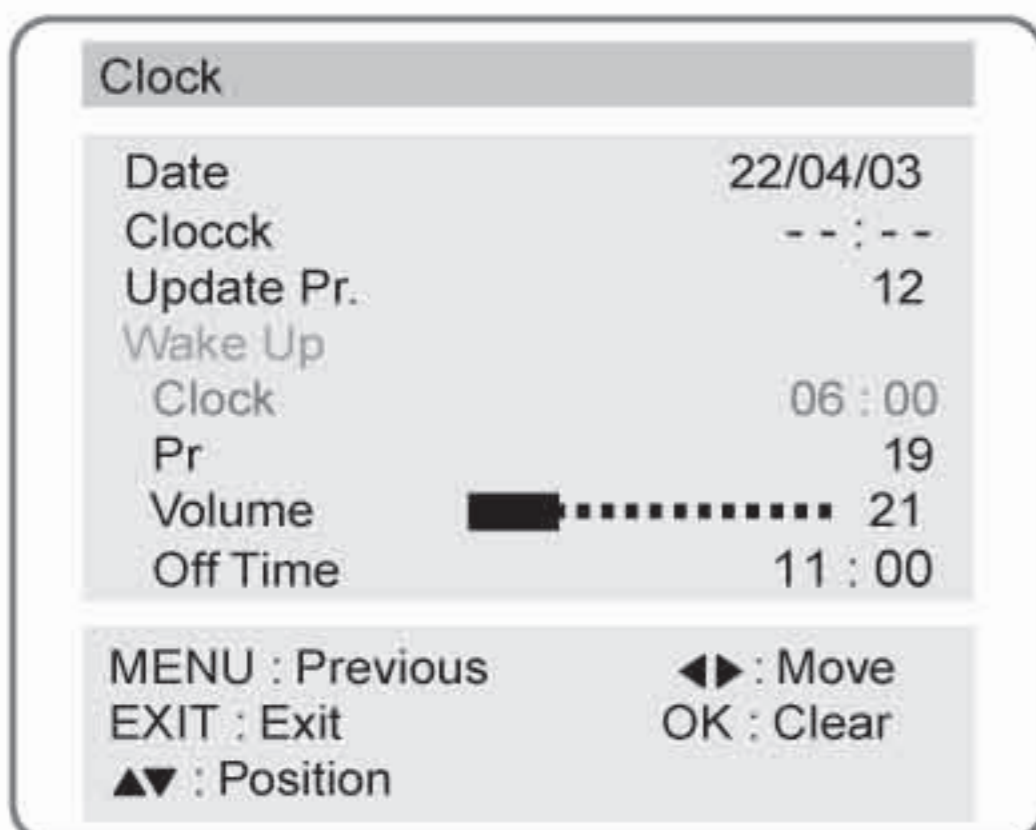 Clock
Date 22/04/03
Clocck - - : - -
Update Pr. 12
Wake Up
Clock 06 : 00
Pr 19
Volume 21
Off Time 11 : 00
MENU : Previous ◀▶ : Move
EXIT : Exit OK : Clear
▲▼ : Position